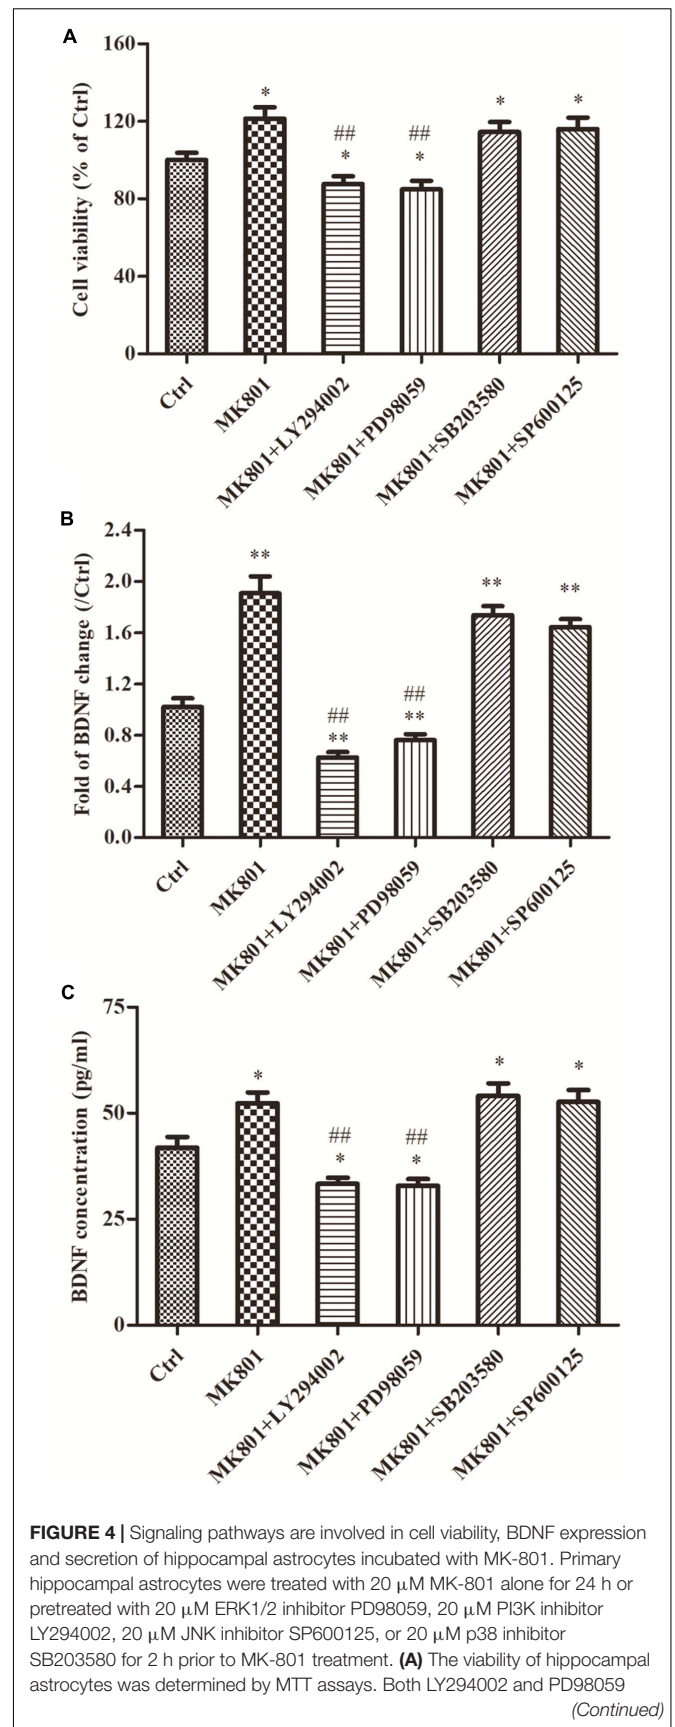 A
160
120
80
40
0
Cell viability (% of Ctrl)
*
##
*
##
*
*
*
Ctrl
MK801
MK801+LY294002
MK801+PD98059
MK801+SB203580
MK801+SP600125
B
2.4
2.0
1.6
1.2
0.8
0.4
0.0
Fold of BDNF change (/Ctrl)
**
##
**
##
**
**
**
Ctrl
MK801
MK801+LY294002
MK801+PD98059
MK801+SB203580
MK801+SP600125
C
75
50
25
0
BDNF concentration (pg/ml)
*
##
*
##
*
*
*
Ctrl
MK801
MK801+LY294002
MK801+PD98059
MK801+SB203580
MK801+SP600125
FIGURE 4 | Signaling pathways are involved in cell viability, BDNF expression
and secretion of hippocampal astrocytes incubated with MK-801. Primary
hippocampal astrocytes were treated with 20 μM MK-801 alone for 24 h or
pretreated with 20 μM ERK1/2 inhibitor PD98059, 20 μM PI3K inhibitor
LY294002, 20 μM JNK inhibitor SP600125, or 20 μM p38 inhibitor
SB203580 for 2 h prior to MK-801 treatment. (A) The viability of hippocampal
astrocytes was determined by MTT assays. Both LY294002 and PD98059
(Continued)